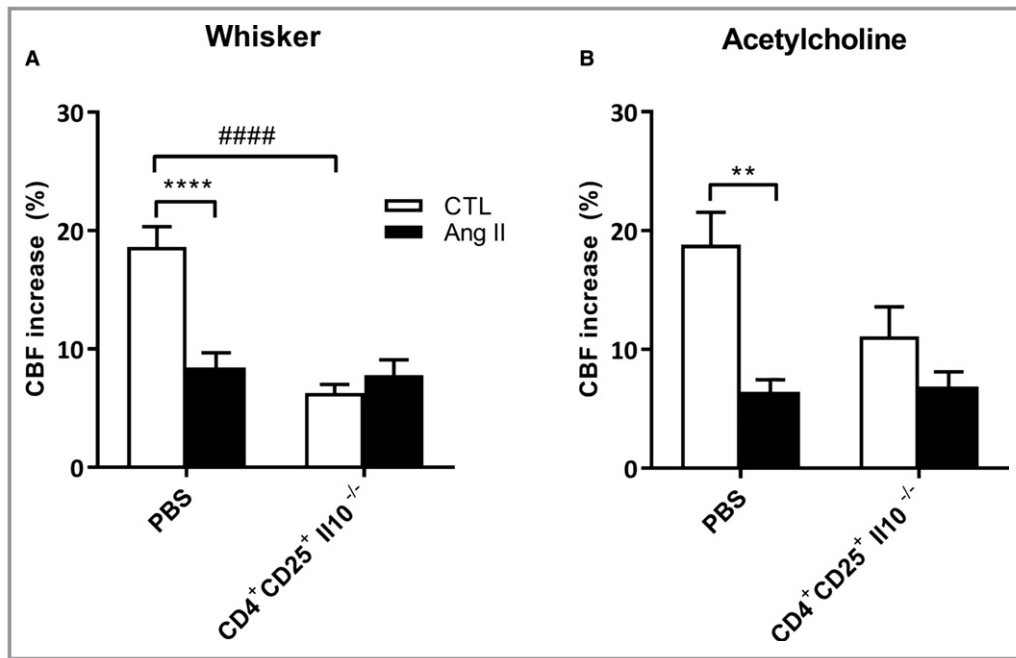 Whisker
A
CBF increase (%)
30
20
10
0
####
****
CTL
Ang II
PBS
CD4⁺CD25⁺ Il10⁻/⁻
Acetylcholine
B
CBF increase (%)
30
20
10
0
**
PBS
CD4⁺CD25⁺ Il10⁻/⁻